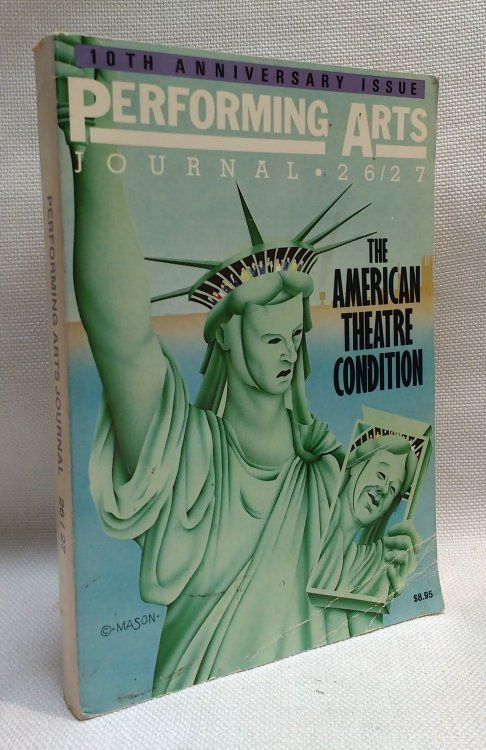 10TH ANNIVERSARY ISSUE
PERFORMING ARTS
JOURNAL • 26/27
THE
AMERICAN
THEATRE
CONDITION
©-MASON-
$8.95
PERFORMING ARTS JOURNAL 26/27